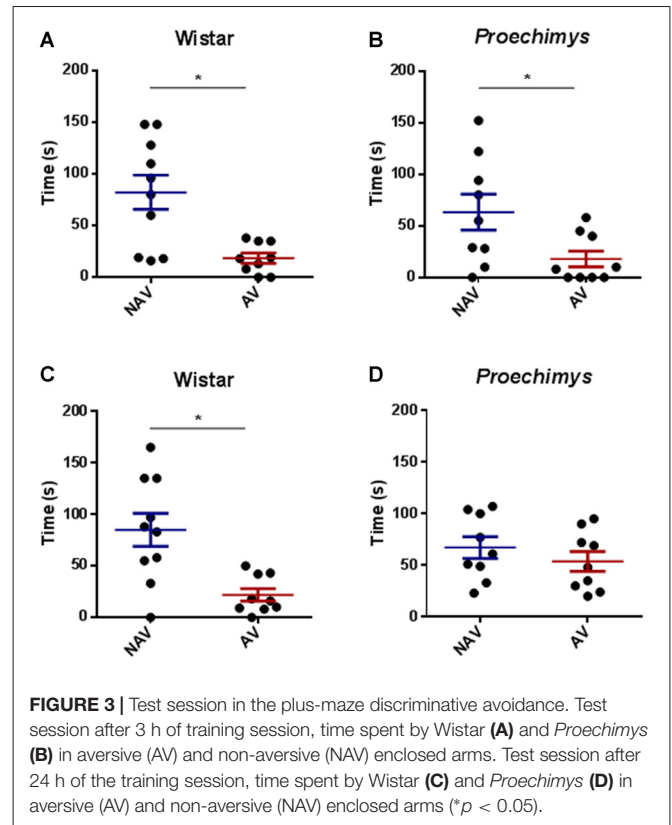 A
Wistar
*
Time (s)
200
150
100
50
0
NAV
AV
B
Proechimys
*
Time (s)
200
150
100
50
0
NAV
AV
C
Wistar
*
Time (s)
200
150
100
50
0
NAV
AV
D
Proechimys
Time (s)
200
150
100
50
0
NAV
AV
FIGURE 3 | Test session in the plus-maze discriminative avoidance. Test
session after 3 h of training session, time spent by Wistar (A) and Proechimys
(B) in aversive (AV) and non-aversive (NAV) enclosed arms. Test session after
24 h of the training session, time spent by Wistar (C) and Proechimys (D) in
aversive (AV) and non-aversive (NAV) enclosed arms (*p < 0.05).